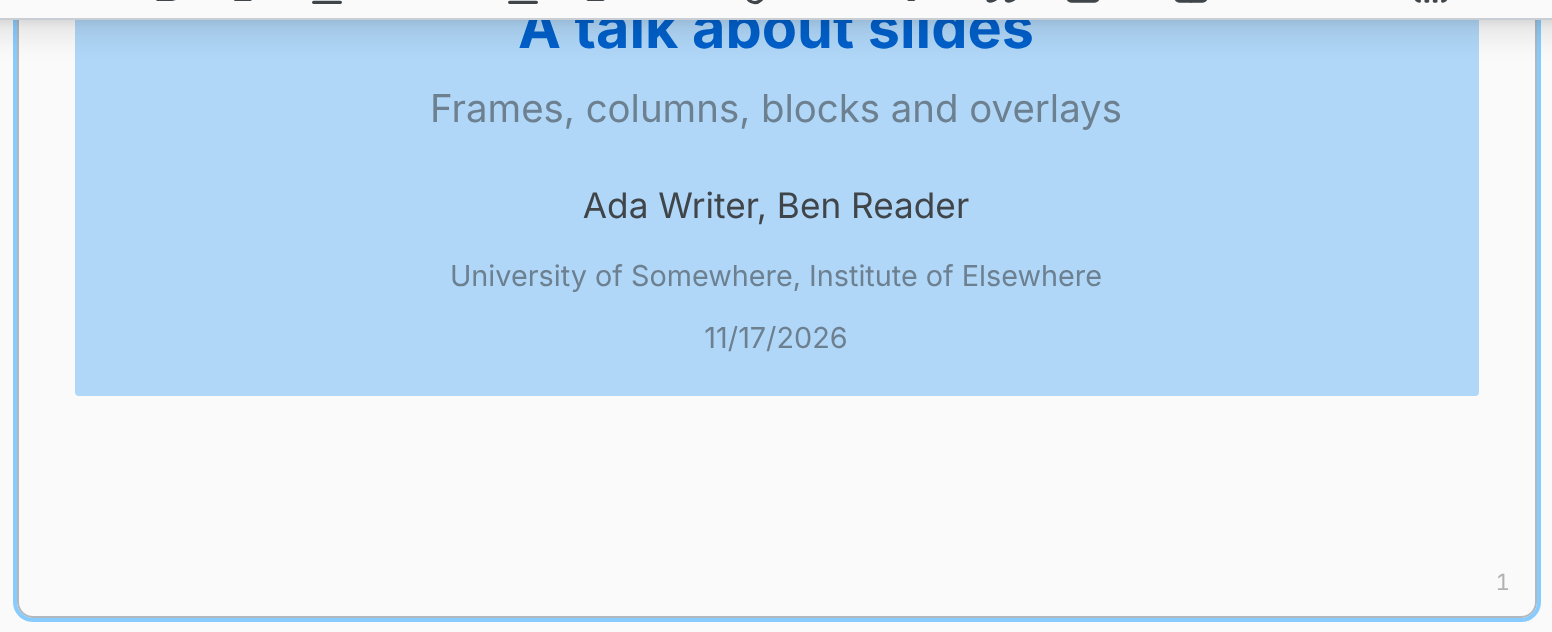 A talk about slides
Frames, columns, blocks and overlays
Ada Writer, Ben Reader
University of Somewhere, Institute of Elsewhere
11/17/2026
1